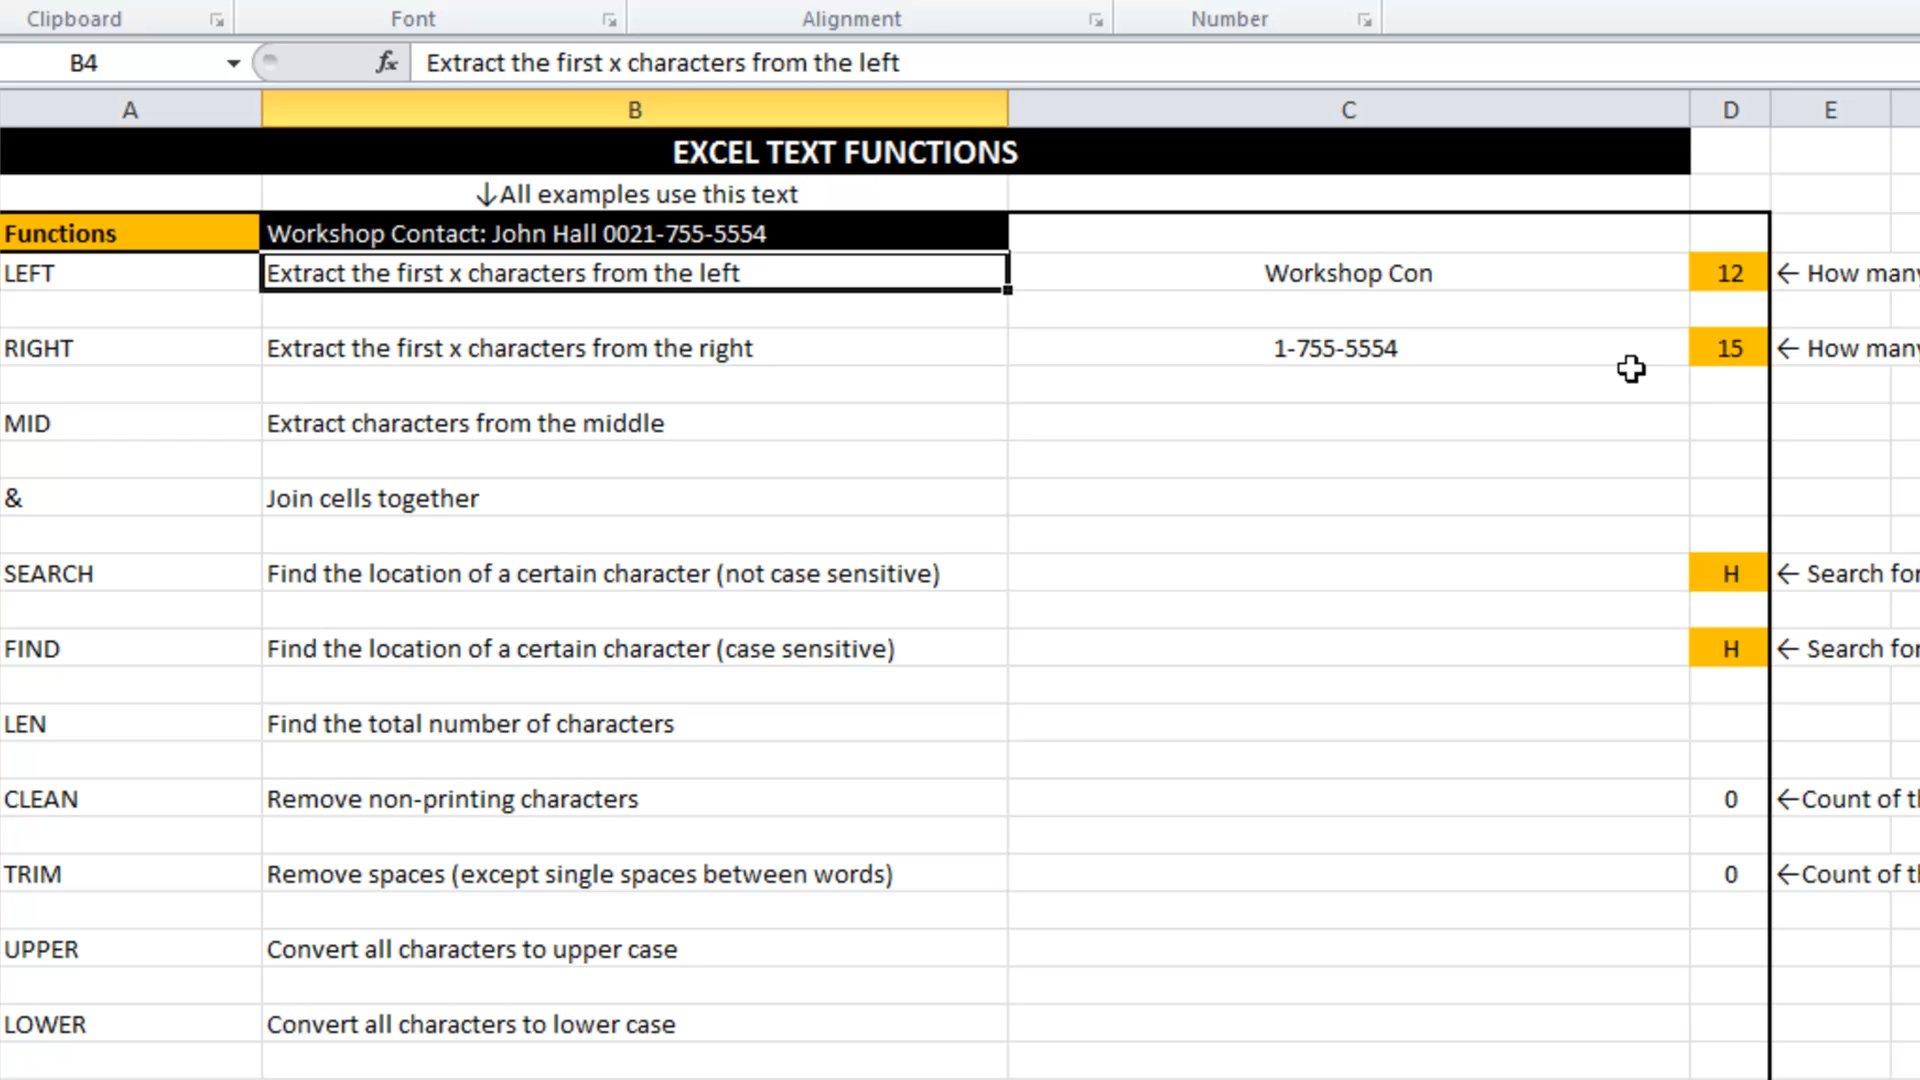 Clipboard Font Alignment Number
B4 fx Extract the first x characters from the left
A B C D E
EXCEL TEXT FUNCTIONS
↓All examples use this text
Functions Workshop Contact: John Hall 0021-755-5554
LEFT Extract the first x characters from the left Workshop Con 12 ← How many
RIGHT Extract the first x characters from the right 1-755-5554 15 ← How many
MID Extract characters from the middle
& Join cells together
SEARCH Find the location of a certain character (not case sensitive) H ← Search for
FIND Find the location of a certain character (case sensitive) H ← Search for
LEN Find the total number of characters
CLEAN Remove non-printing characters 0 ←Count of
TRIM Remove spaces (except single spaces between words) 0 ←Count of
UPPER Convert all characters to upper case
LOWER Convert all characters to lower case